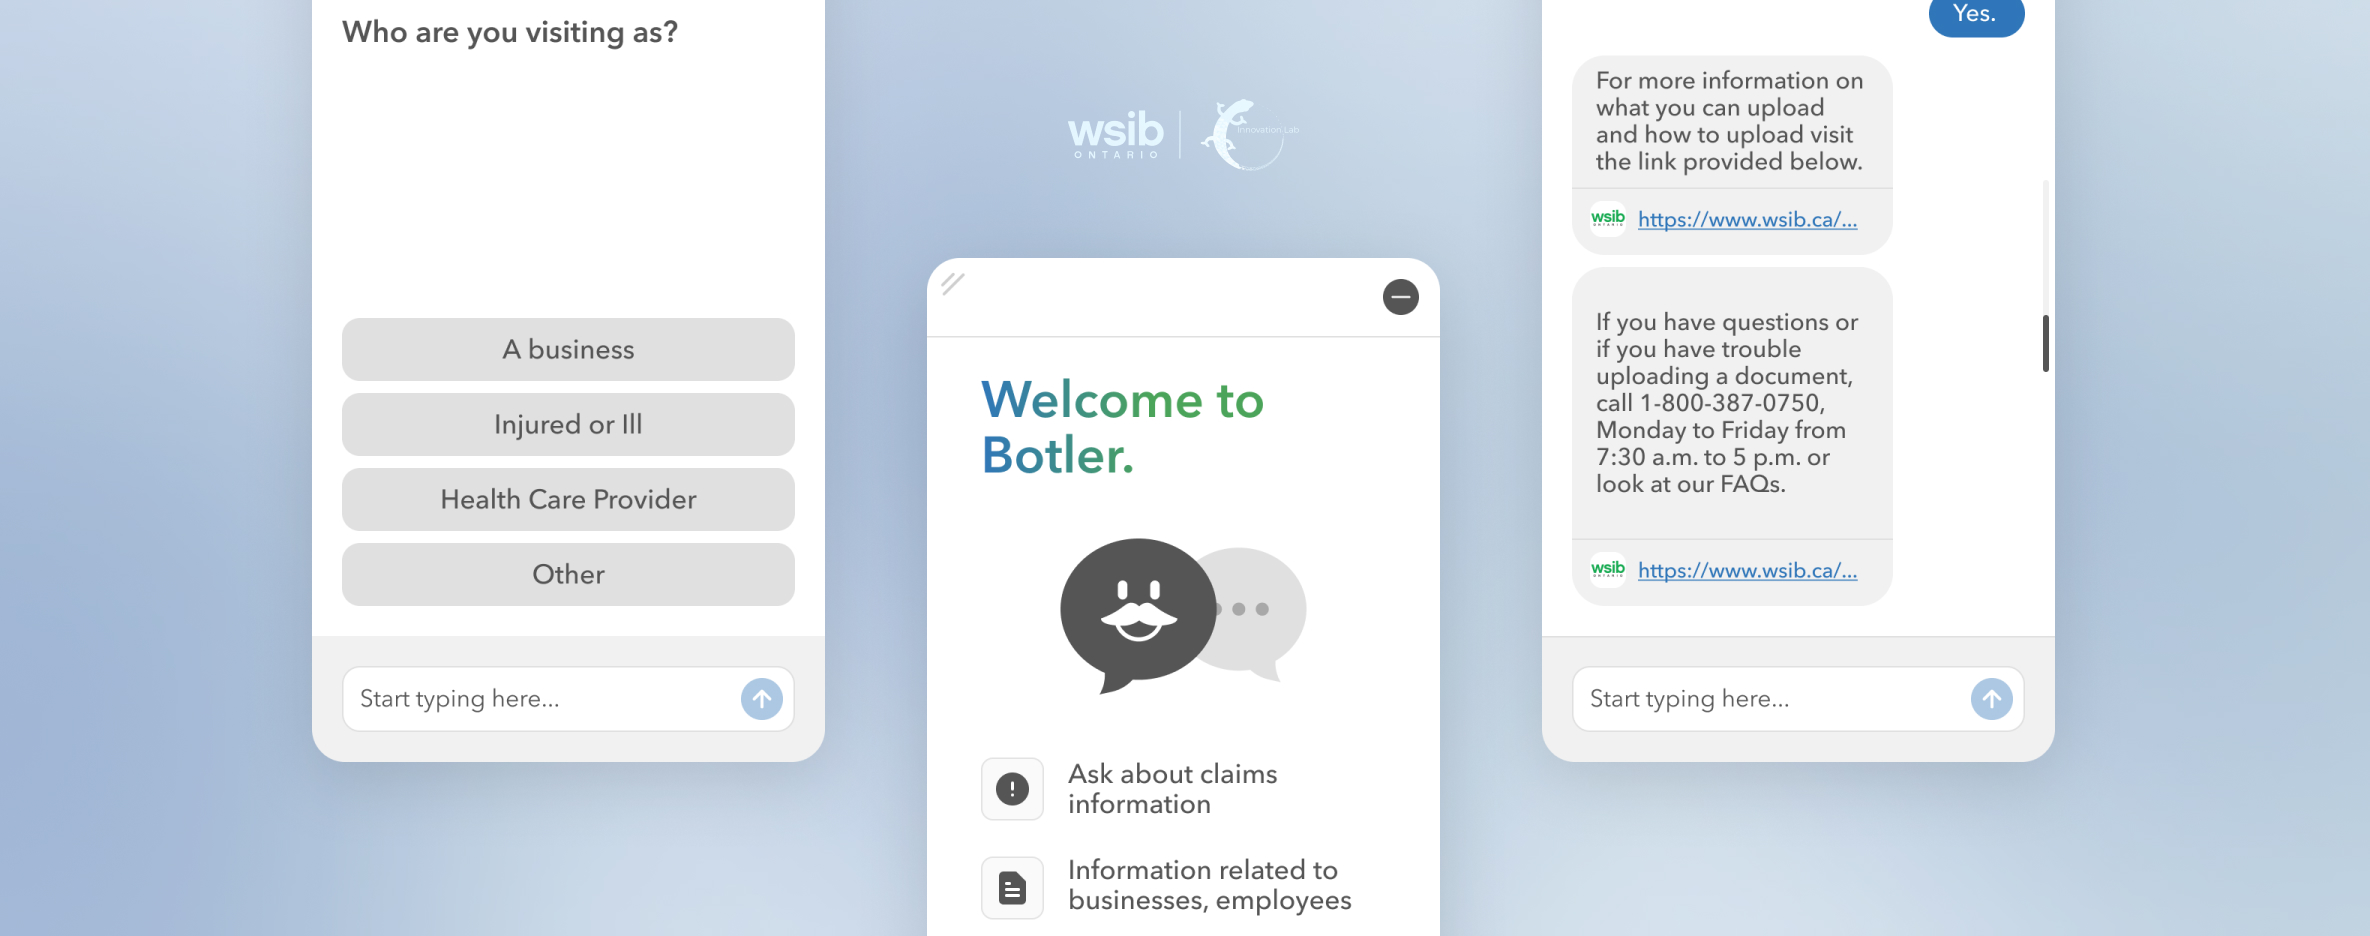 Who are you visiting as?
A business
Injured or Ill
Health Care Provider
Other
Start typing here...
wsib
ONTARIO
Innovation Lab
Welcome to
Botler.
Ask about claims
information
Information related to
businesses, employees
Yes.
For more information on
what you can upload
and how to upload visit
the link provided below.
wsib
ONTARIO
https://www.wsib.ca/...
If you have questions or
if you have trouble
uploading a document,
call 1-800-387-0750,
Monday to Friday from
7:30 a.m. to 5 p.m. or
look at our FAQs.
wsib
ONTARIO
https://www.wsib.ca/...
Start typing here...